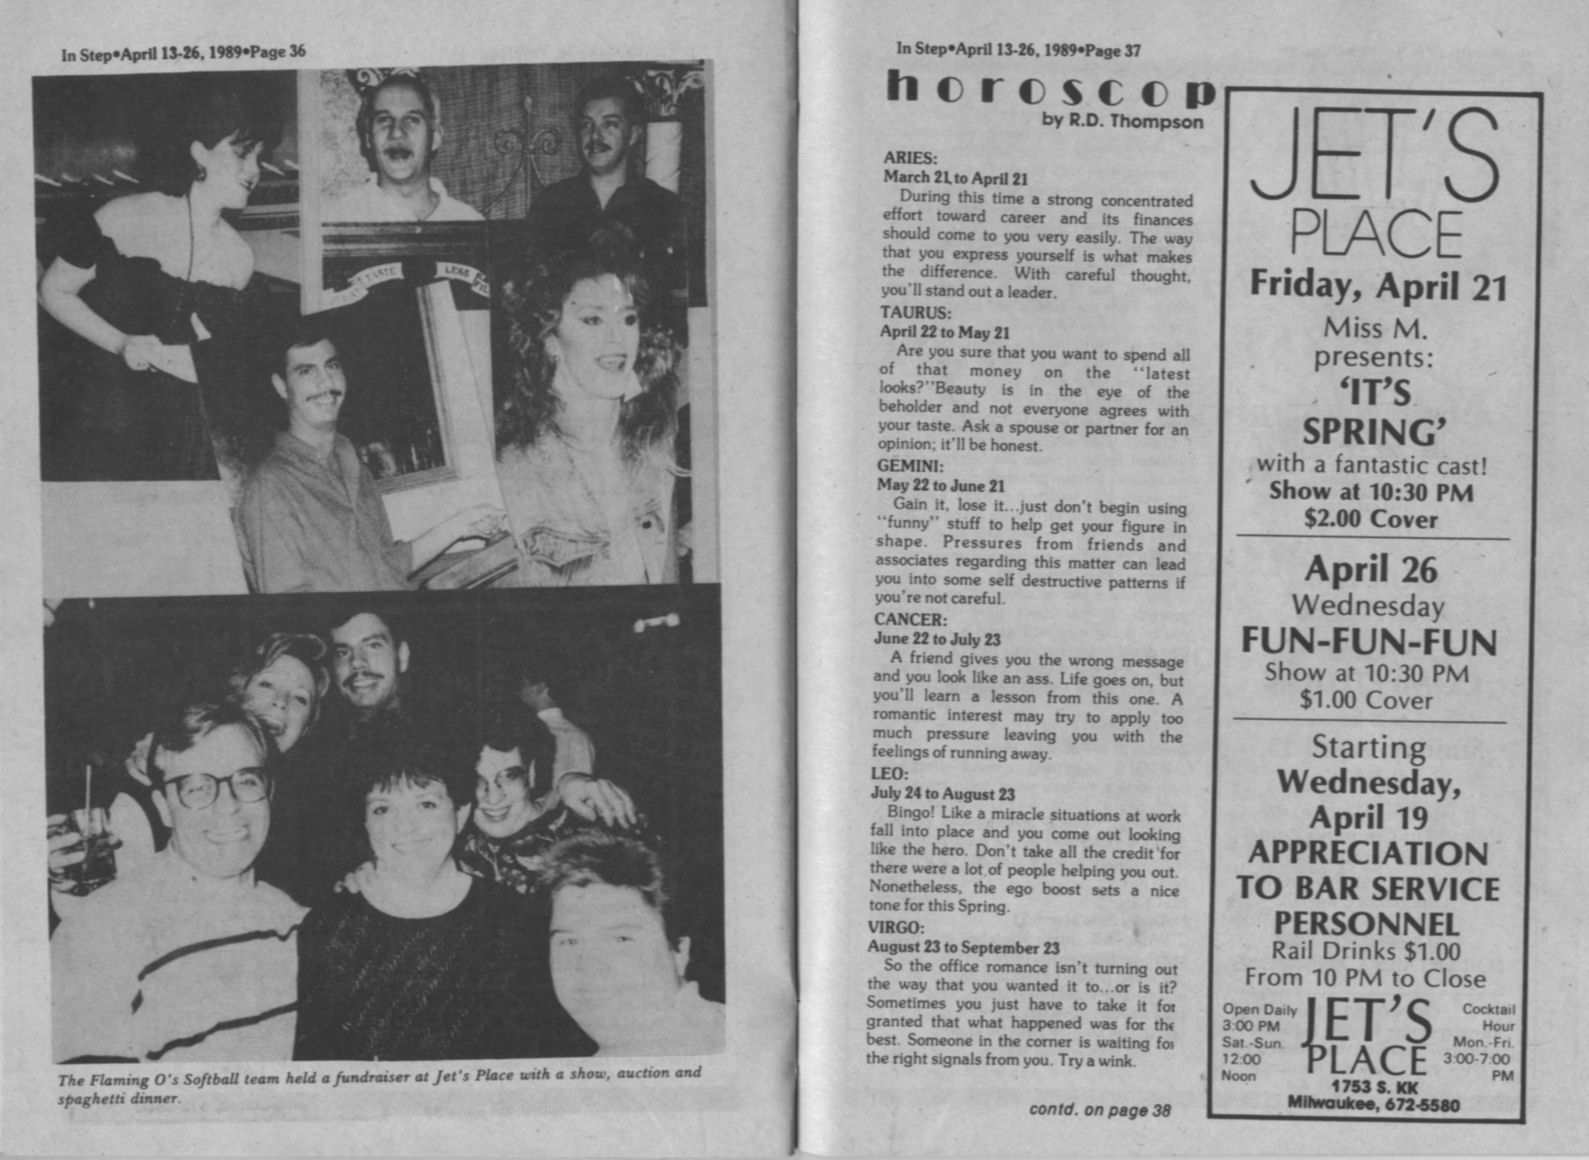 In Step•April 13-26, 1989•Page 36
TASTE
LESS
The Flaming O's Softball team held a fundraiser at Jet's Place with a show, auction and
spaghetti dinner.
In Step•April 13-26, 1989•Page 37
horoscop
by R.D. Thompson
ARIES:
March 21 to April 21
During this time a strong concentrated
effort toward career and its finances
should come to you very easily. The way
that you express yourself is what makes
the difference. With careful thought,
you'll stand out a leader.
TAURUS:
April 22 to May 21
Are you sure that you want to spend all
of that money on the "latest
looks?"Beauty is in the eye of the
beholder and not everyone agrees with
your taste. Ask a spouse or partner for an
opinion; it'll be honest.
GEMINI:
May 22 to June 21
Gain it, lose it...just don't begin using
"funny" stuff to help get your figure in
shape. Pressures from friends and
associates regarding this matter can lead
you into some self destructive patterns if
you're not careful.
CANCER:
June 22 to July 23
A friend gives you the wrong message
and you look like an ass. Life goes on, but
you'll learn a lesson from this one. A
romantic interest may try to apply too
much pressure leaving you with the
feelings of running away.
LEO:
July 24 to August 23
Bingo! Like a miracle situations at work
fall into place and you come out looking
like the hero. Don't take all the credit for
there were a lot of people helping you out.
Nonetheless, the ego boost sets a nice
tone for this Spring.
VIRGO:
August 23 to September 23
So the office romance isn't turning out
the way that you wanted it to...or is it?
Sometimes you just have to take it for
granted that what happened was for the
best. Someone in the corner is waiting for
the right signals from you. Try a wink.
contd. on page 38
JET'S
PLACE
Friday, April 21
Miss M.
presents:
'IT'S
SPRING'
with a fantastic cast!
Show at 10:30 PM
$2.00 Cover
April 26
Wednesday
FUN-FUN-FUN
Show at 10:30 PM
$1.00 Cover
Starting
Wednesday,
April 19
APPRECIATION
TO BAR SERVICE
PERSONNEL
Rail Drinks $1.00
From 10 PM to Close
Open Daily
3:00 PM
Sat.-Sun.
12:00
Noon
JET'S
PLACE
1753 S. KK
Milwaukee, 672-5580
Cocktail
Hour
Mon.-Fri.
3:00-7:00
PM